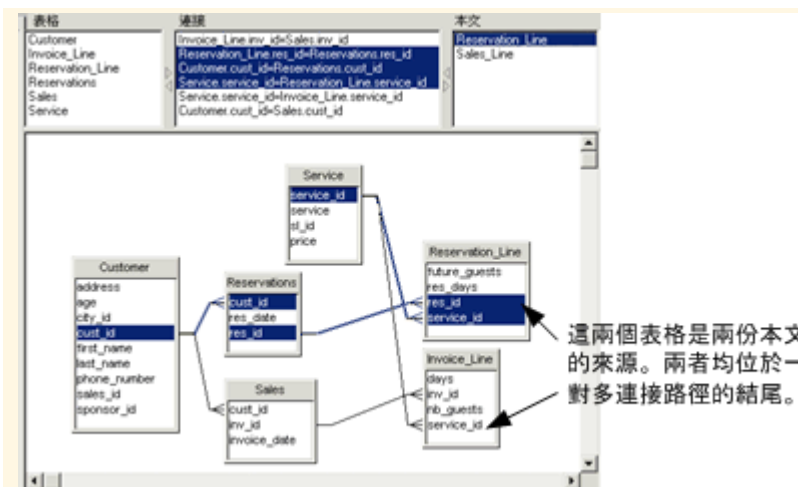 表格
Customer
Invoice_Line
Reservation_Line
Reservations
Sales
Service
連接
Invoice_Line.inv_id=Sales.inv_id
Reservation_Line.res_id=Reservations.res_id
Customer.cust_id=Reservations.cust_id
Service.service_id=Reservation_Line.service_id
Service.service_id=Invoice_Line.service_id
Customer.cust_id=Sales.cust_id
本次
Reservation_Line
Sales_Line
Service
service_id
service
sl_id
price
Customer
address
age
city_id
cust_id
first_name
last_name
phone_number
sales_id
sponsor_id
Reservations
cust_id
res_date
res_id
Sales
cust_id
inv_id
invoice_date
Reservation_Line
future_guests
res_days
res_id
service_id
Invoice_Line
days
inv_id
nb_guests
service_id
這兩個表格是兩份本文
的來源。兩者均位於一
對多連接路徑的結尾。